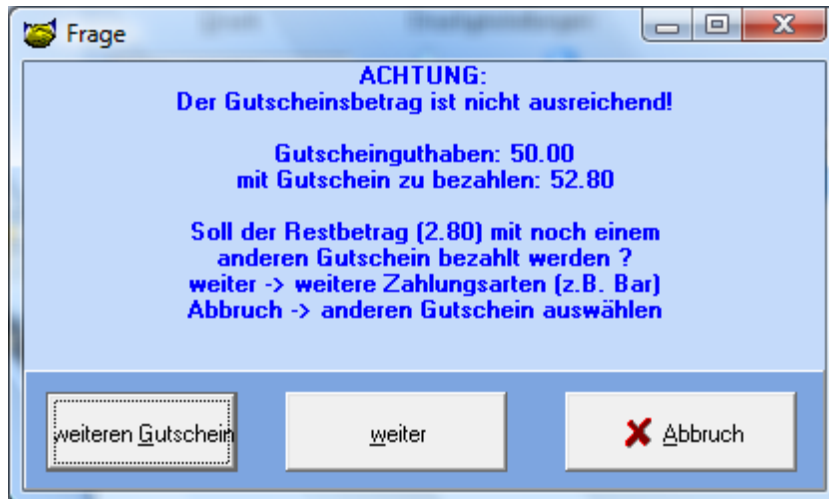 Frage
ACHTUNG:
Der Gutscheinsbetrag ist nicht ausreichend!
Gutscheinguthaben: 50.00
mit Gutschein zu bezahlen: 52.80
Soll der Restbetrag (2.80) mit noch einem
anderen Gutschein bezahlt werden ?
weiter -> weitere Zahlungsarten (z.B. Bar)
Abbruch -> anderen Gutschein auswählen
weiteren Gutschein
weiter
Abbruch